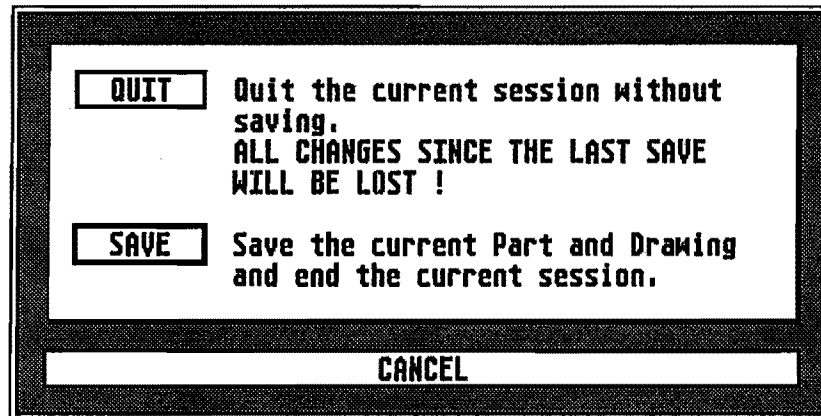 QUIT Quit the current session without
saving.
ALL CHANGES SINCE THE LAST SAVE
WILL BE LOST !
SAVE Save the current Part and Drawing
and end the current session.
CANCEL